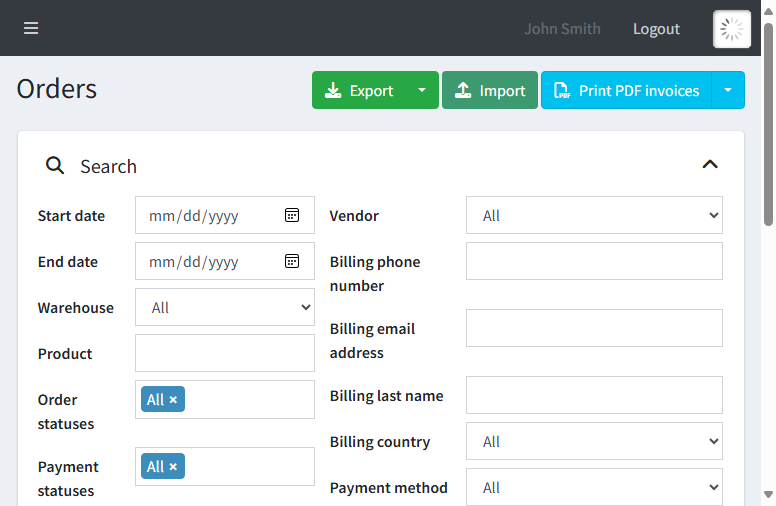 John Smith
Logout
Orders
Export
Import
Print PDF invoices
Search
Start date
mm/dd/yyyy
Vendor
All
End date
mm/dd/yyyy
Billing phone
number
Warehouse
All
Billing email
address
Product
Order
statuses
All ×
Billing last name
Billing country
All
Payment
statuses
All ×
Payment method
All